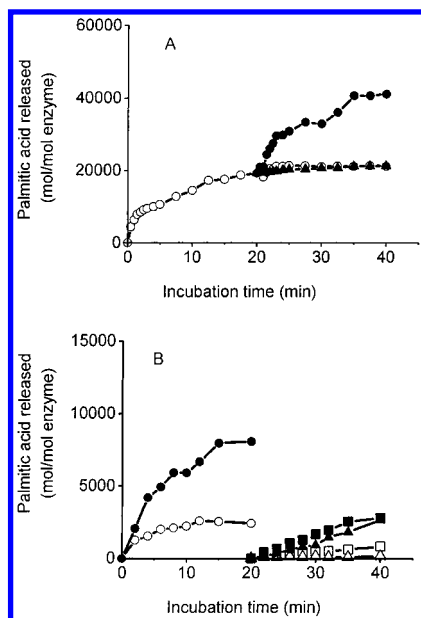 A
Palmitic acid released
(mol/mol enzyme)
60000
40000
20000
0
0
10
20
30
40
Incubation time (min)
B
Palmitic acid released
(mol/mol enzyme)
15000
10000
5000
0
0
10
20
30
40
Incubation time (min)